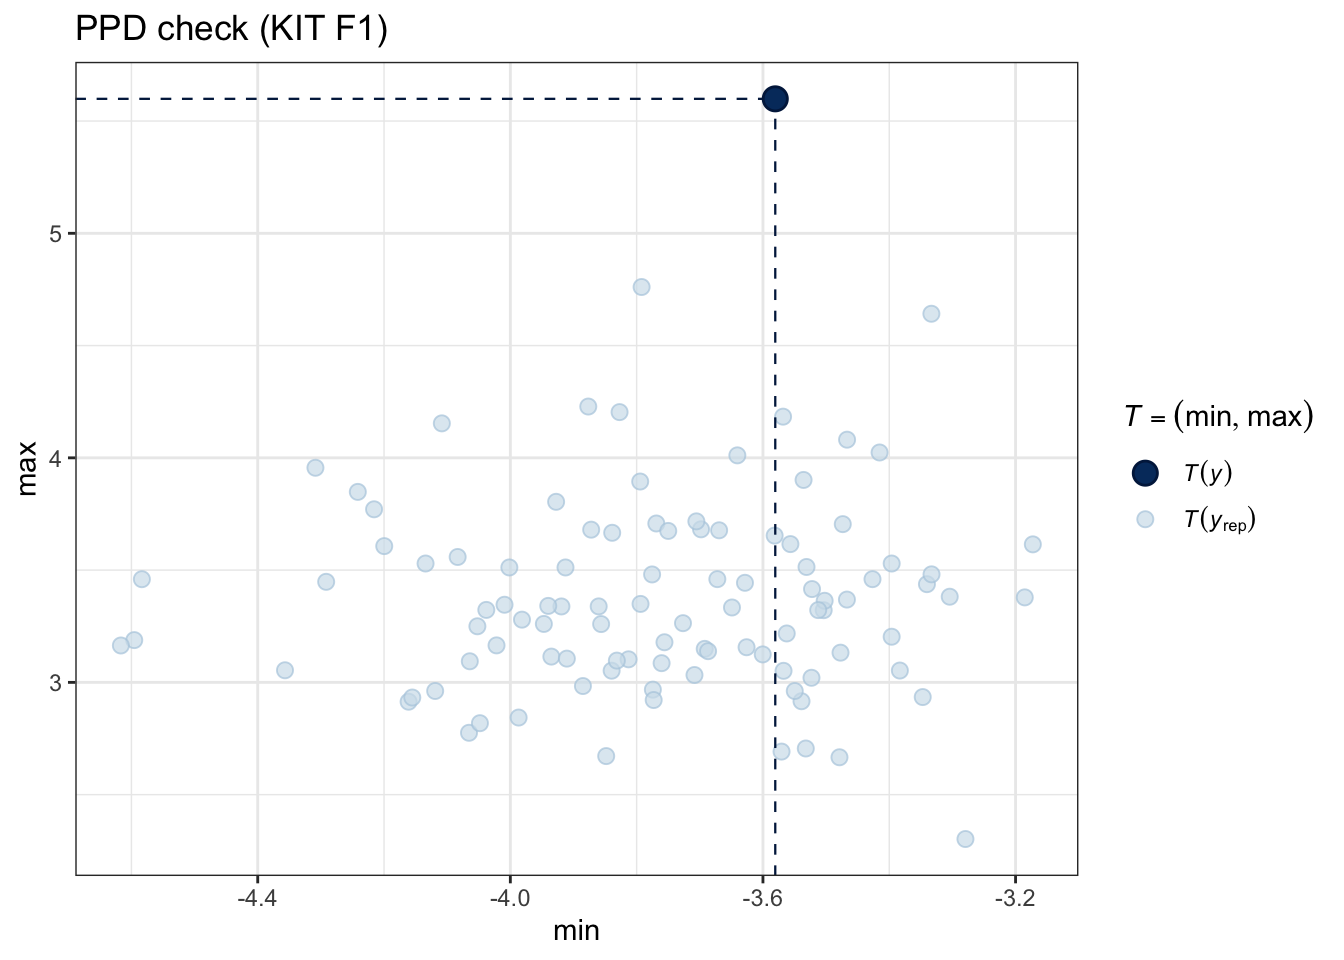 PPD check (KIT F1)
5
4
3
max
-4.4 -4.0 -3.6 -3.2
min
T = (min, max)
T(y)
T(yrep)